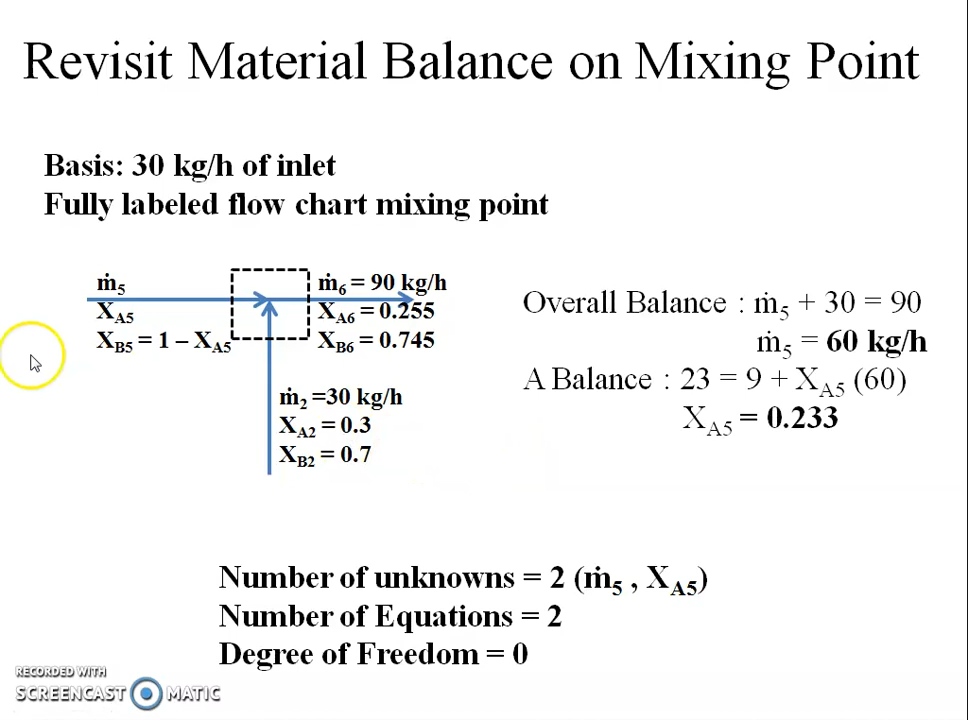 Revisit Material Balance on Mixing Point
Basis: 30 kg/h of inlet
Fully labeled flow chart mixing point
ṁ5
XA5
XB5 = 1 – XA5
ṁ6 = 90 kg/h
XA6 = 0.255
XB6 = 0.745
ṁ2 =30 kg/h
XA2 = 0.3
XB2 = 0.7
Overall Balance : ṁ5 + 30 = 90
ṁ5 = 60 kg/h
A Balance : 23 = 9 + XA5 (60)
XA5 = 0.233
Number of unknowns = 2 (ṁ5 , XA5)
Number of Equations = 2
Degree of Freedom = 0
RECORDED WITH
SCREENCAST MATIC